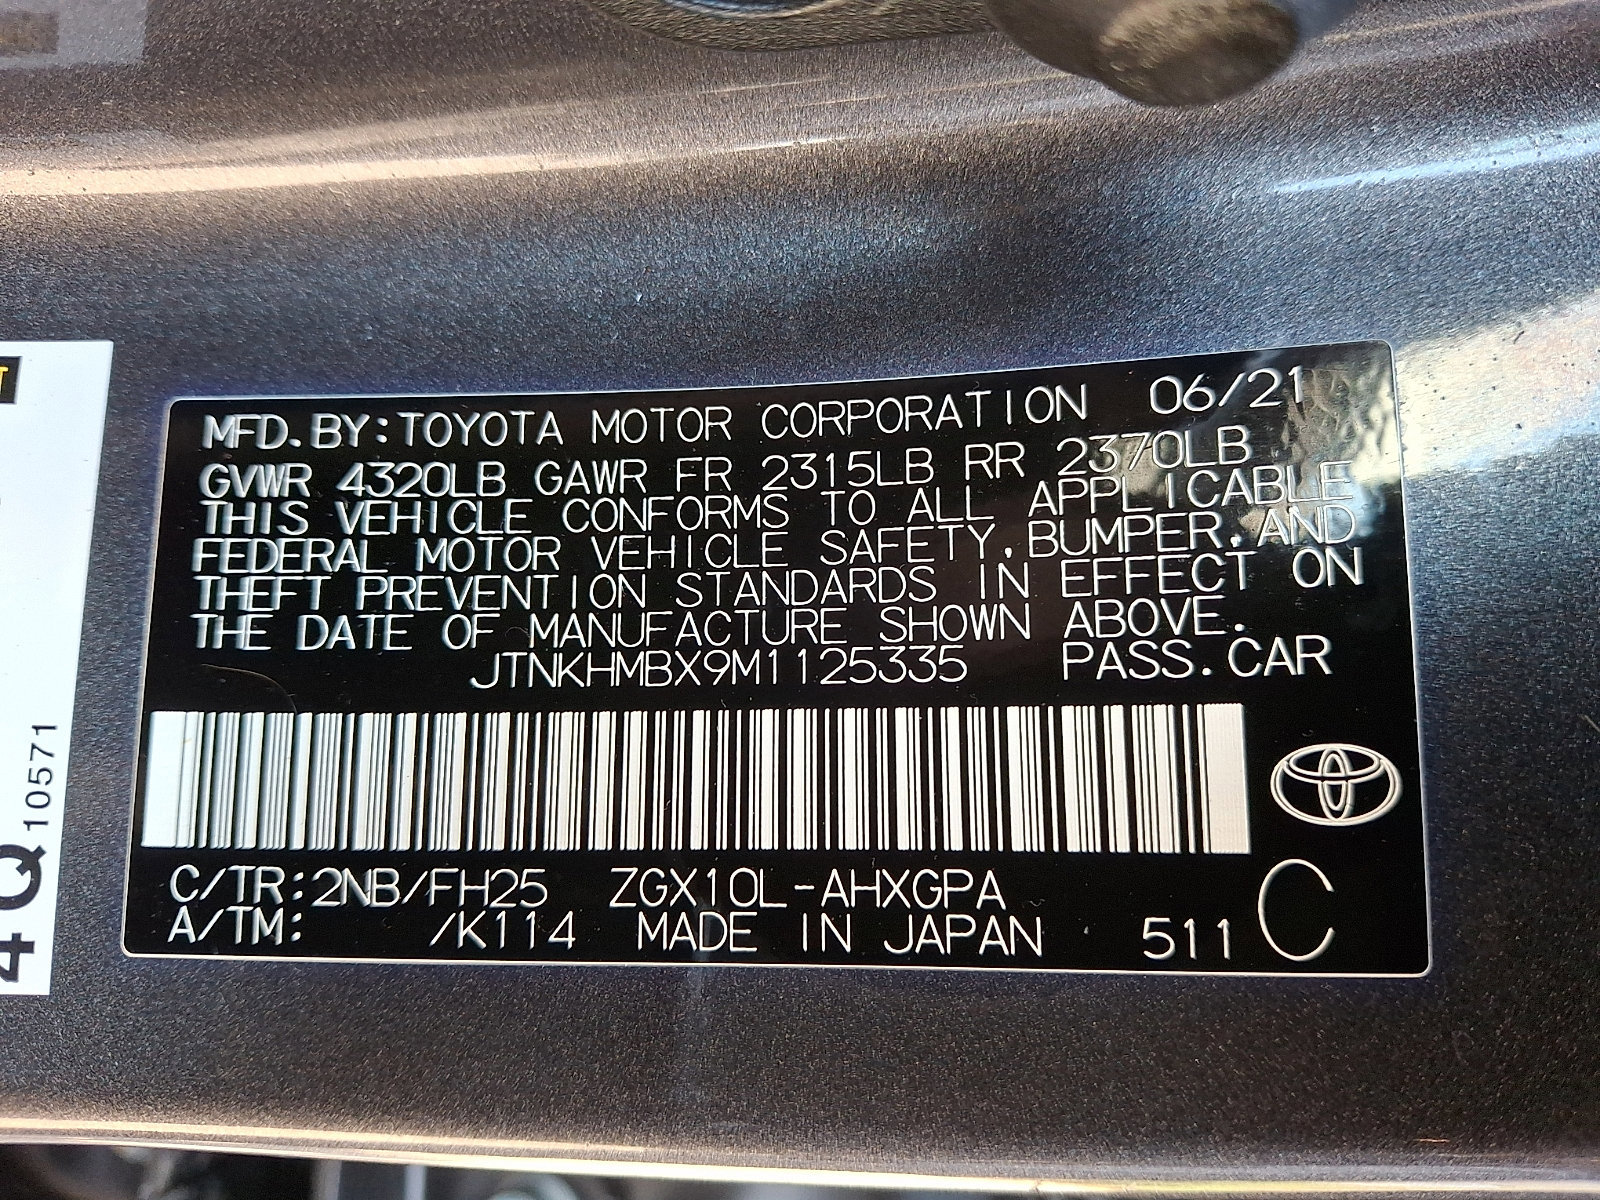 MFD. BY: TOYOTA MOTOR CORPORATION 06/21
GVWR 4320LB GAWR FR 2315LB RR 2370LB
THIS VEHICLE CONFORMS TO ALL APPLICABLE
FEDERAL MOTOR VEHICLE SAFETY, BUMPER, AND
THEFT PREVENTION STANDARDS IN EFFECT ON
THE DATE OF MANUFACTURE SHOWN ABOVE.
JTNKHMBX9M1125335 PASS. CAR
C/TR: 2NB/FH25 ZGX10L-AHXGPA
A/TM: /K114 MADE IN JAPAN 511 C
4Q 10571